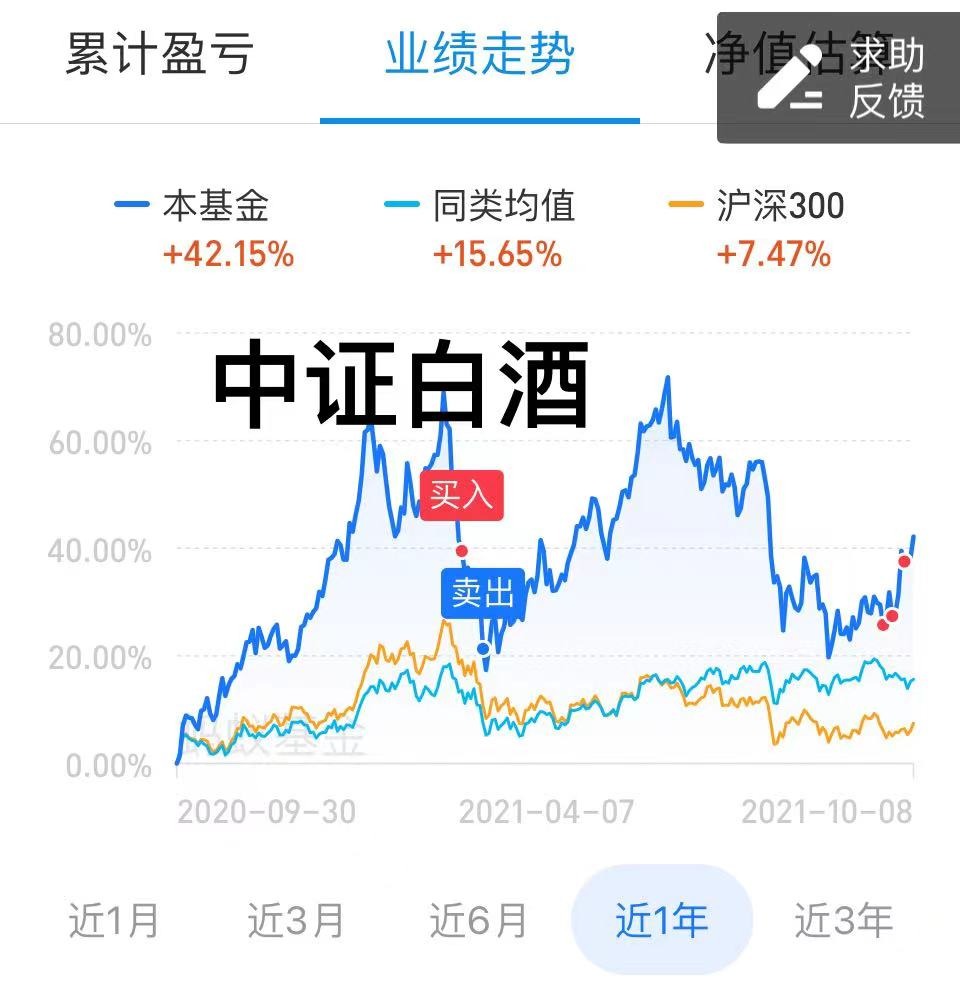 累计盈亏 业绩走势 净值估算
求助
反馈
本基金 同类均值 沪深300
+42.15% +15.65% +7.47%
80.00%
中证白酒
60.00%
买入
40.00%
卖出
20.00%
蚂蚁基金
0.00%
2020-09-30 2021-04-07 2021-10-08
近1月 近3月 近6月 近1年 近3年